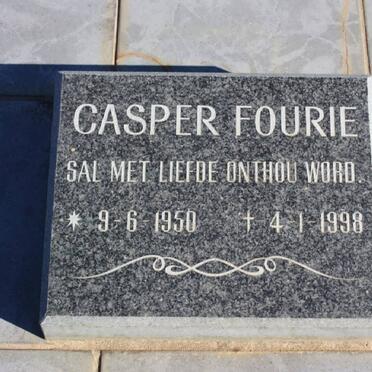 CASPER FOURIE
SAL MET LIEFDE ONTHOU WORD.
* 9-6-1950 † 4-1-1998